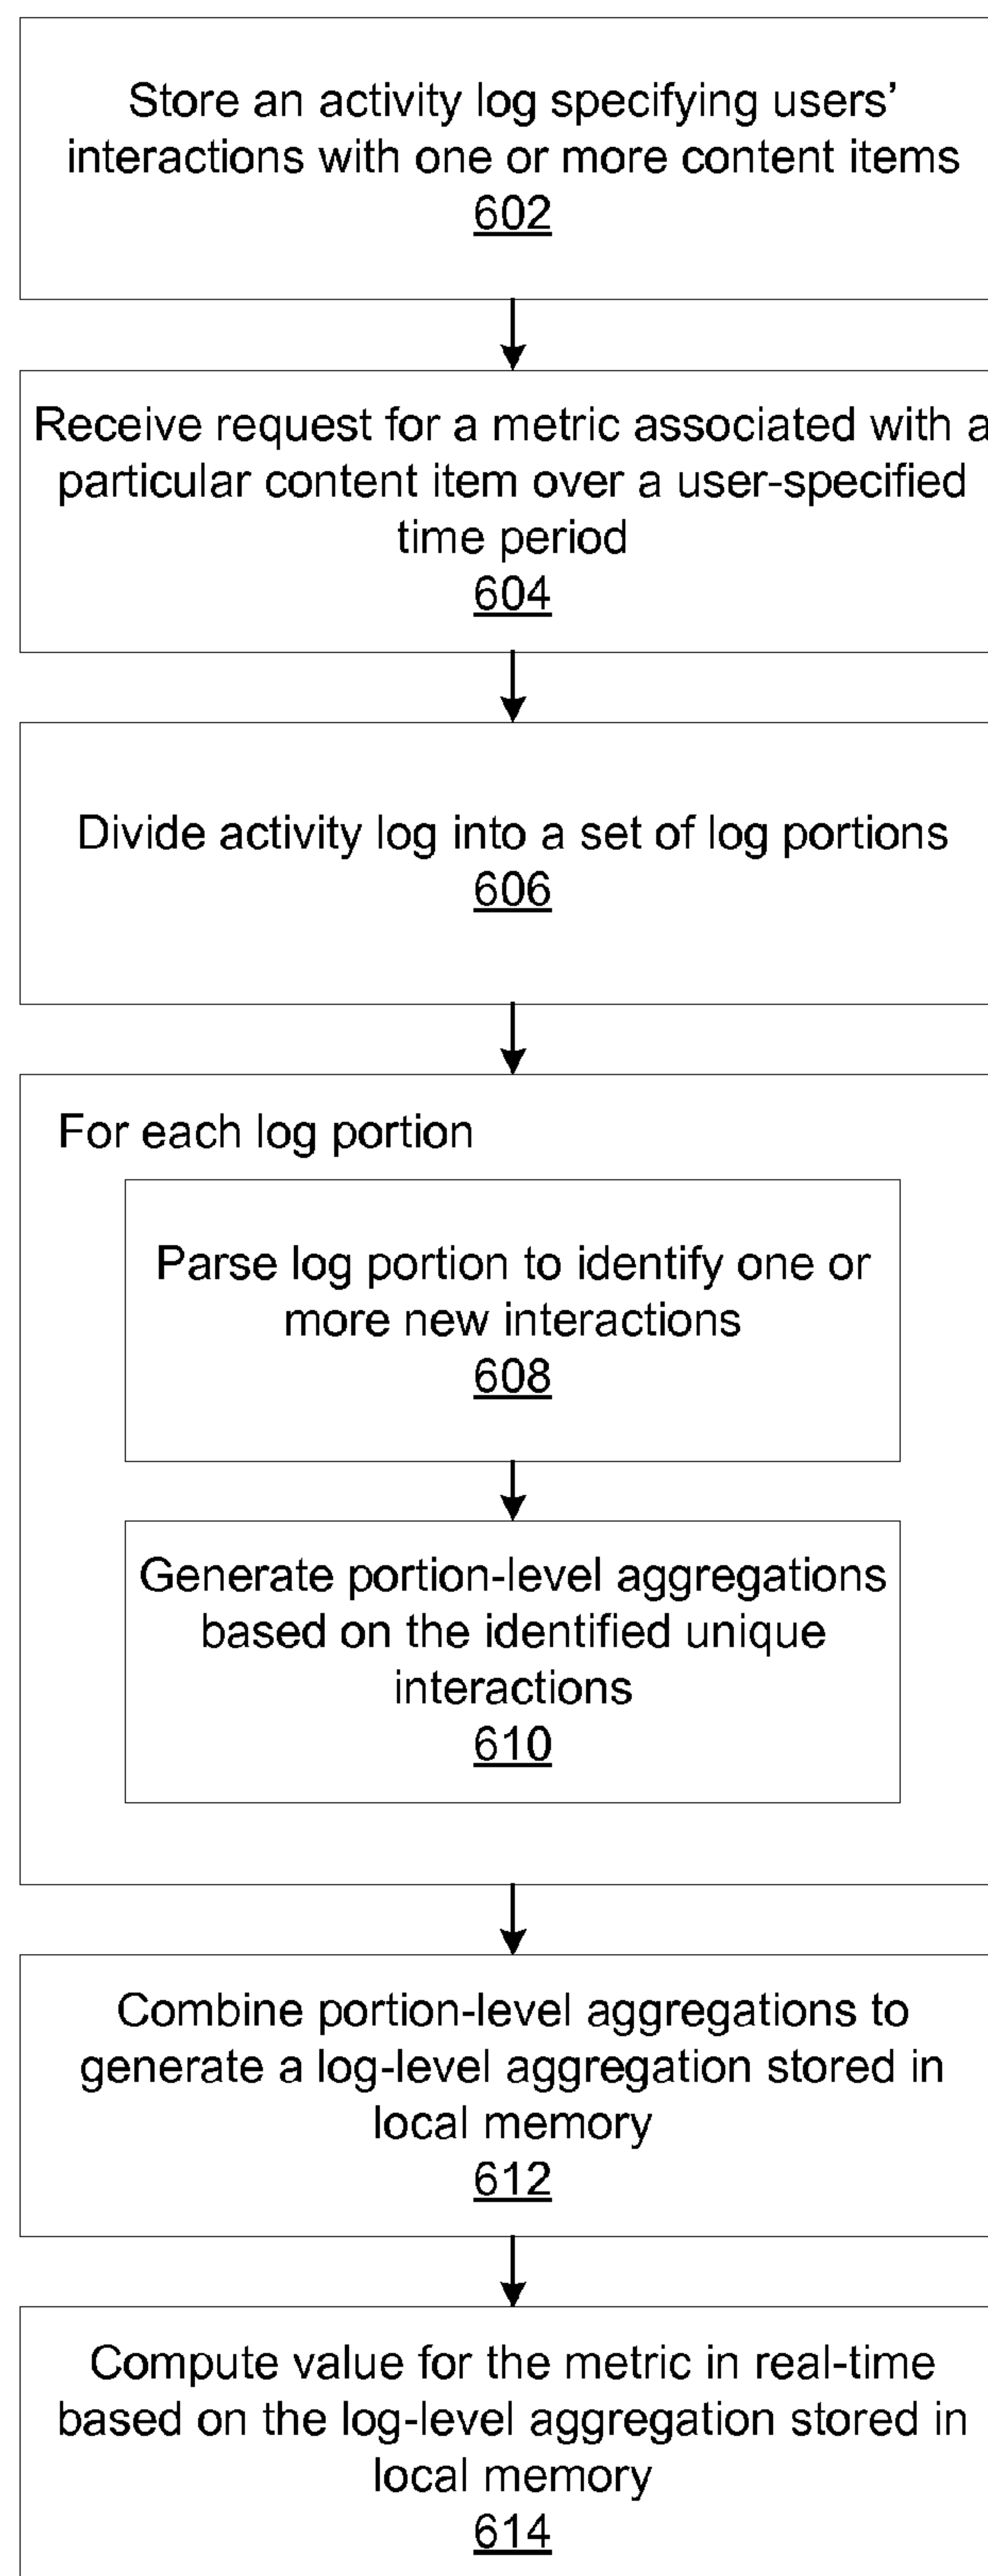 Store an activity log specifying users’
interactions with one or more content items
602
Receive request for a metric associated with a
particular content item over a user-specified
time period
604
Divide activity log into a set of log portions
606
For each log portion
Parse log portion to identify one or
more new interactions
608
Generate portion-level aggregations
based on the identified unique
interactions
610
Combine portion-level aggregations to
generate a log-level aggregation stored in
local memory
612
Compute value for the metric in real-time
based on the log-level aggregation stored in
local memory
614